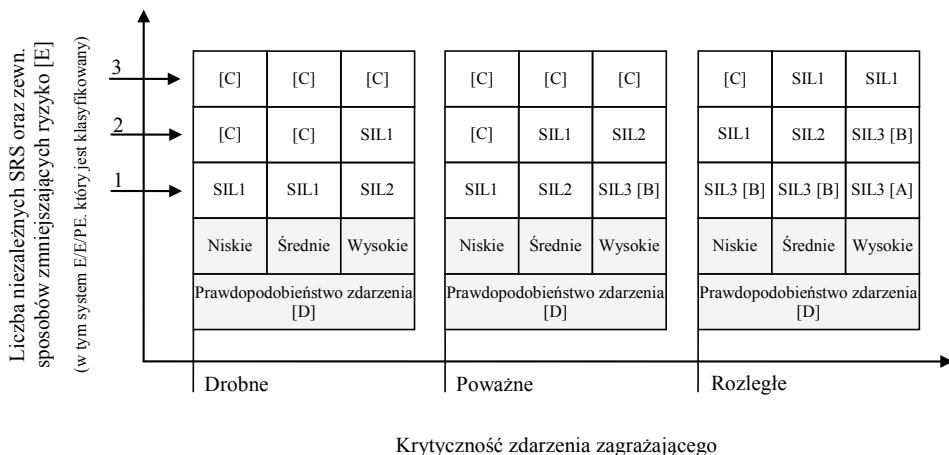 Liczba niezależnych SRS oraz zewn.
sposobów zmniejszających ryzyko [E]
(w tym system E/E/PE. który jest klasyfikowany)
3 [C] [C] [C] [C] [C] [C] [C] SIL1 SIL1
2 [C] [C] SIL1 [C] SIL1 SIL2 SIL1 SIL2 SIL3 [B]
1 SIL1 SIL1 SIL2 SIL1 SIL2 SIL3 [B] SIL3 [B] SIL3 [B] SIL3 [A]
Niskie Średnie Wysokie Niskie Średnie Wysokie Niskie Średnie Wysokie
Prawdopodobieństwo zdarzenia Prawdopodobieństwo zdarzenia Prawdopodobieństwo zdarzenia
[D] [D] [D]
Drobne Poważne Rozległe
Krytyczność zdarzenia zagrażającego